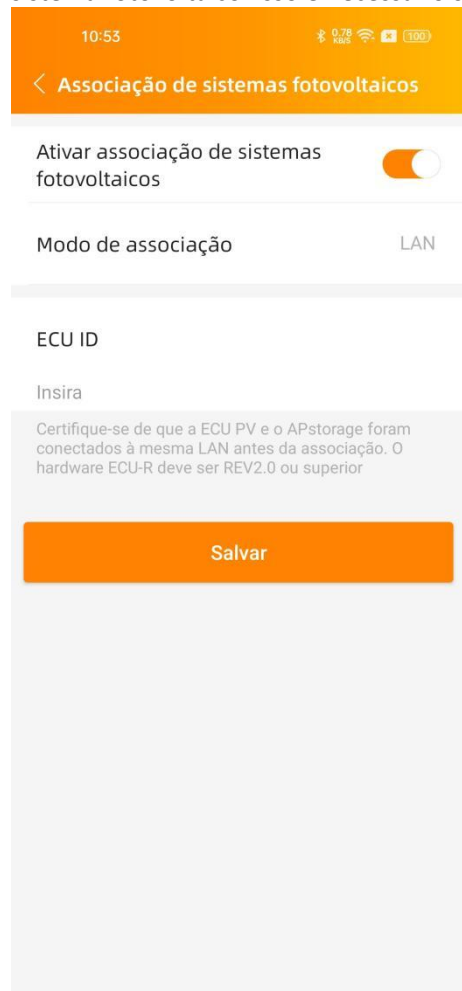 10:53
0.78 KB/S
100
Associação de sistemas fotovoltaicos
Ativar associação de sistemas
fotovoltaicos
Modo de associação LAN
ECU ID
Insira
Certifique-se de que a ECU PV e o APstorage foram
conectados à mesma LAN antes da associação. O
hardware ECU-R deve ser REV2.0 ou superior
Salvar